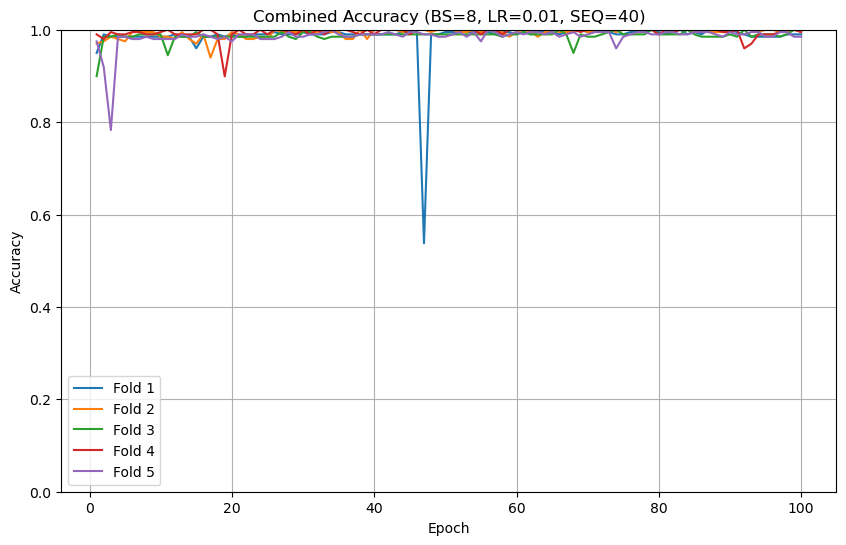 Combined Accuracy (BS=8, LR=0.01, SEQ=40)
Accuracy
1.0
0.8
0.6
0.4
0.2
0.0
Fold 1
Fold 2
Fold 3
Fold 4
Fold 5
0 20 40 60 80 100
Epoch